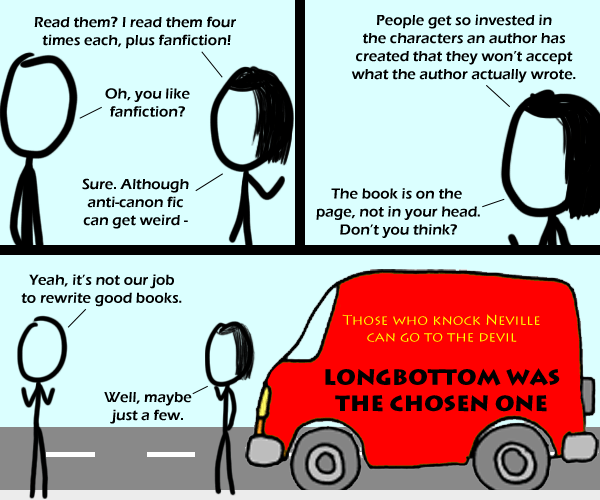 Read them? I read them four
times each, plus fanfiction!
Oh, you like
fanfiction?
Sure. Although
anti-canon fic
can get weird -
People get so invested in
the characters an author has
created that they won't accept
what the author actually wrote.
The book is on the
page, not in your head.
Don't you think?
Yeah, it's not our job
to rewrite good books.
Well, maybe
just a few.
Those who knock Neville
can go to the devil
LONGBOTTOM WAS
THE CHOSEN ONE